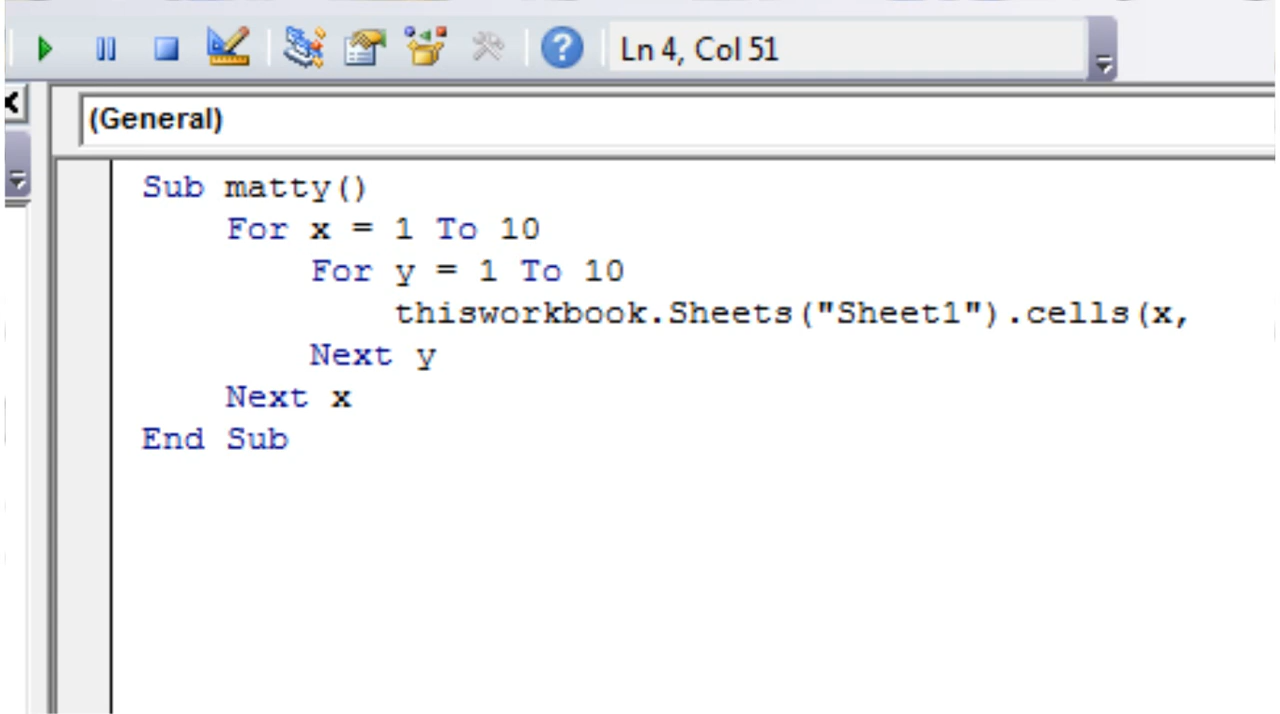 Ln 4, Col 51
(General)
Sub matty()
For x = 1 To 10
For y = 1 To 10
thisworkbook.Sheets("Sheet1").cells(x,
Next y
Next x
End Sub